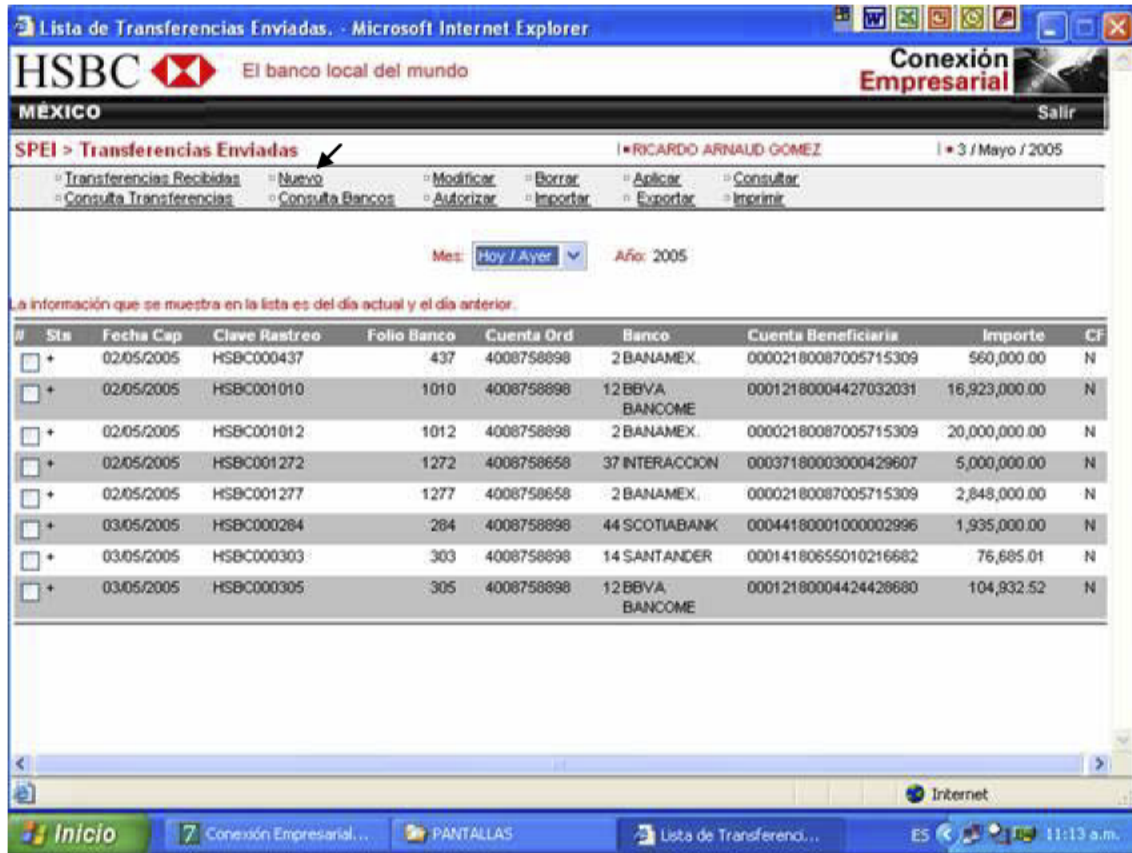 Lista de Transferencias Enviadas. - Microsoft Internet Explorer
HSBC El banco local del mundo Conexión
Empresarial
MÉXICO Salir
SPEI > Transferencias Enviadas RICARDO ARNAUD GOMEZ 3 / Mayo / 2005
Transferencias Recibidas Nuevo Modificar Borrar Aplicar Consultar
Consulta Transferencias Consulta Bancos Autorizar Importar Exportar Imprimir
Mes: Hoy / Ayer Año: 2005
La información que se muestra en la lista es del día actual y el día anterior.
# Sts Fecha Cap Clave Rastreo Folio Banco Cuenta Ord Banco Cuenta Beneficiaria Importe CF
+ 02/05/2005 HSBC000437 437 4008758898 2 BANAMEX. 00002180087005715309 560,000.00 N
+ 02/05/2005 HSBC001010 1010 4008758898 12 BBVA 00012180004427032031 16,923,000.00 N
BANCOME
+ 02/05/2005 HSBC001012 1012 4008758898 2 BANAMEX. 00002180087005715309 20,000,000.00 N
+ 02/05/2005 HSBC001272 1272 4008758658 37 INTERACCION 00037180003000429607 5,000,000.00 N
+ 02/05/2005 HSBC001277 1277 4008758658 2 BANAMEX. 00002180087005715309 2,848,000.00 N
+ 03/05/2005 HSBC000284 284 4008758898 44 SCOTIABANK 00044180001000002996 1,935,000.00 N
+ 03/05/2005 HSBC000303 303 4008758898 14 SANTANDER 00014180655010216682 76,685.01 N
+ 03/05/2005 HSBC000305 305 4008758898 12 BBVA 00012180004424428680 104,932.52 N
BANCOME
Internet
Inicio Conexión Empresarial... PANTALLAS Lista de Transferenci... ES 11:13 a.m.